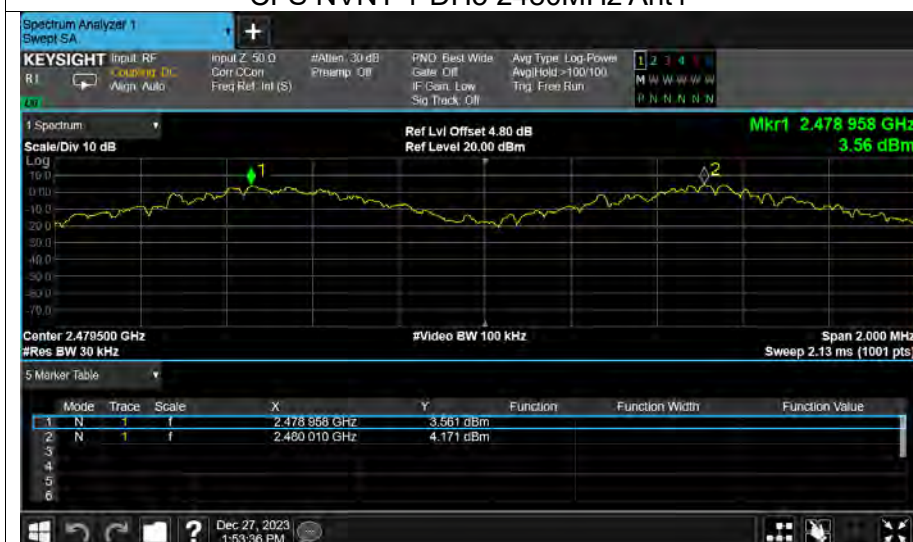 CFS NVNT 1-DH5 2480MHz Ant1
Spectrum Analyzer 1
Swept SA
+
KEYSIGHT Input: RF
R L
Coupling: DC
Align: Auto
Input Z: 50 Ω
Corr CCorr
Freq Ref: Int (S)
#Atten: 30 dB
Preamp: Off
PNO: Best Wide
Gate: Off
IF Gain: Low
Sig Track: Off
Avg Type: Log-Power
Avg|Hold:>100/100
Trig: Free Run
1 2 3 4 5 6
M W W W W W
P N N N N N
1 Spectrum
Scale/Div 10 dB
Ref Lvl Offset 4.80 dB
Ref Level 20.00 dBm
Mkr1 2.478 958 GHz
3.56 dBm
Log
10.0
0.00
-10.0
-20.0
-30.0
-40.0
-50.0
-60.0
-70.0
1
2
Center 2.479500 GHz
#Res BW 30 kHz
#Video BW 100 kHz
Span 2.000 MHz
Sweep 2.13 ms (1001 pts)
5 Marker Table
Mode Trace Scale X Y Function Function Width Function Value
1 N 1 f 2.478 958 GHz 3.561 dBm
2 N 1 f 2.480 010 GHz 4.171 dBm
3
4
5
6
?
Dec 27, 2023
1:53:36 PM